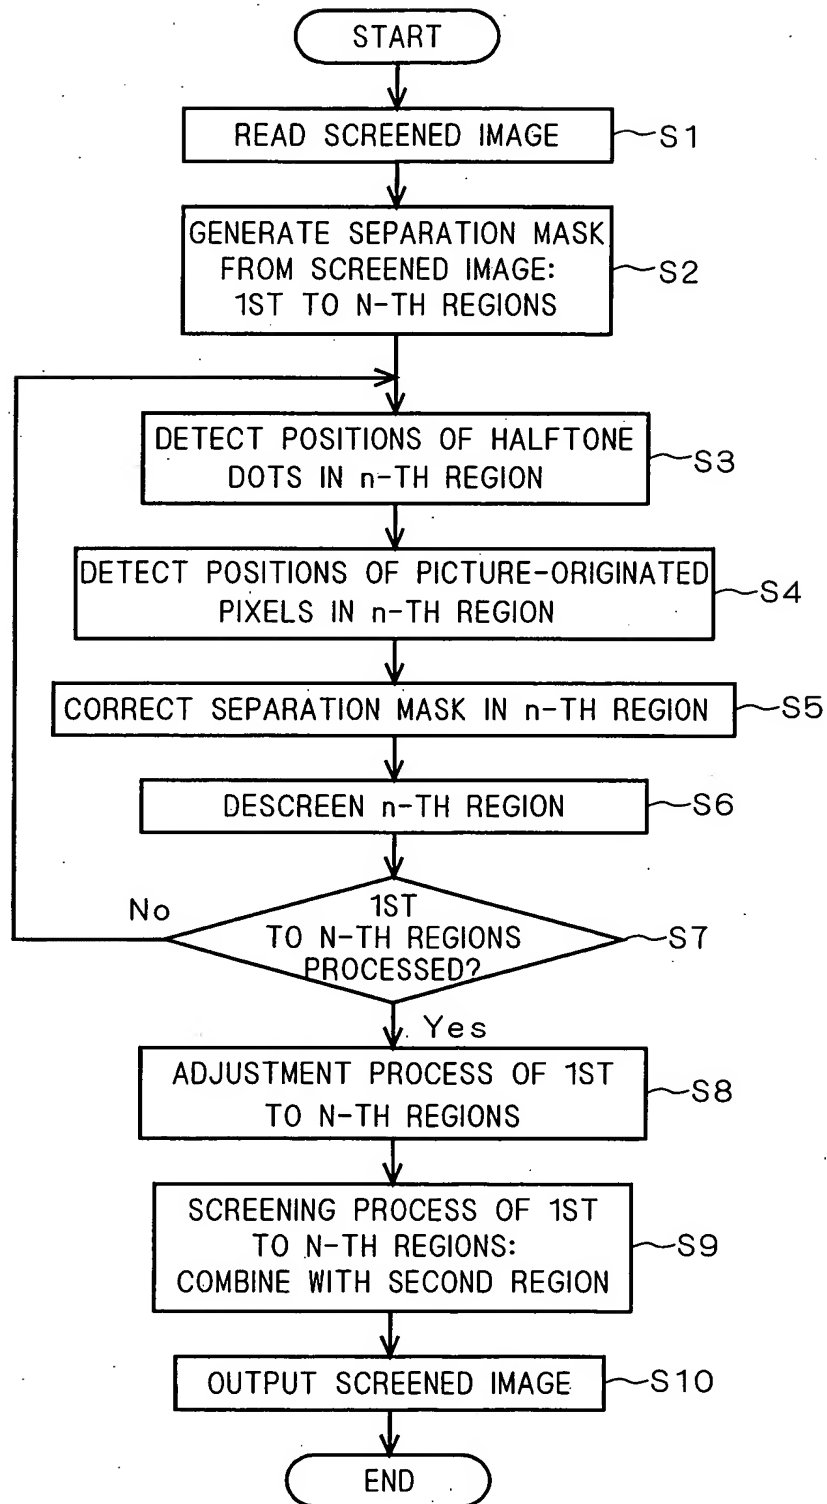 START
READ SCREENED IMAGE
S1
GENERATE SEPARATION MASK
FROM SCREENED IMAGE:
1ST TO N-TH REGIONS
S2
DETECT POSITIONS OF HALFTONE
DOTS IN n-TH REGION
S3
DETECT POSITIONS OF PICTURE-ORIGINATED
PIXELS IN n-TH REGION
S4
CORRECT SEPARATION MASK IN n-TH REGION
S5
DESCREEN n-TH REGION
S6
No
1ST
TO N-TH REGIONS
PROCESSED?
S7
Yes
ADJUSTMENT PROCESS OF 1ST
TO N-TH REGIONS
S8
SCREENING PROCESS OF 1ST
TO N-TH REGIONS:
COMBINE WITH SECOND REGION
S9
OUTPUT SCREENED IMAGE
S10
END